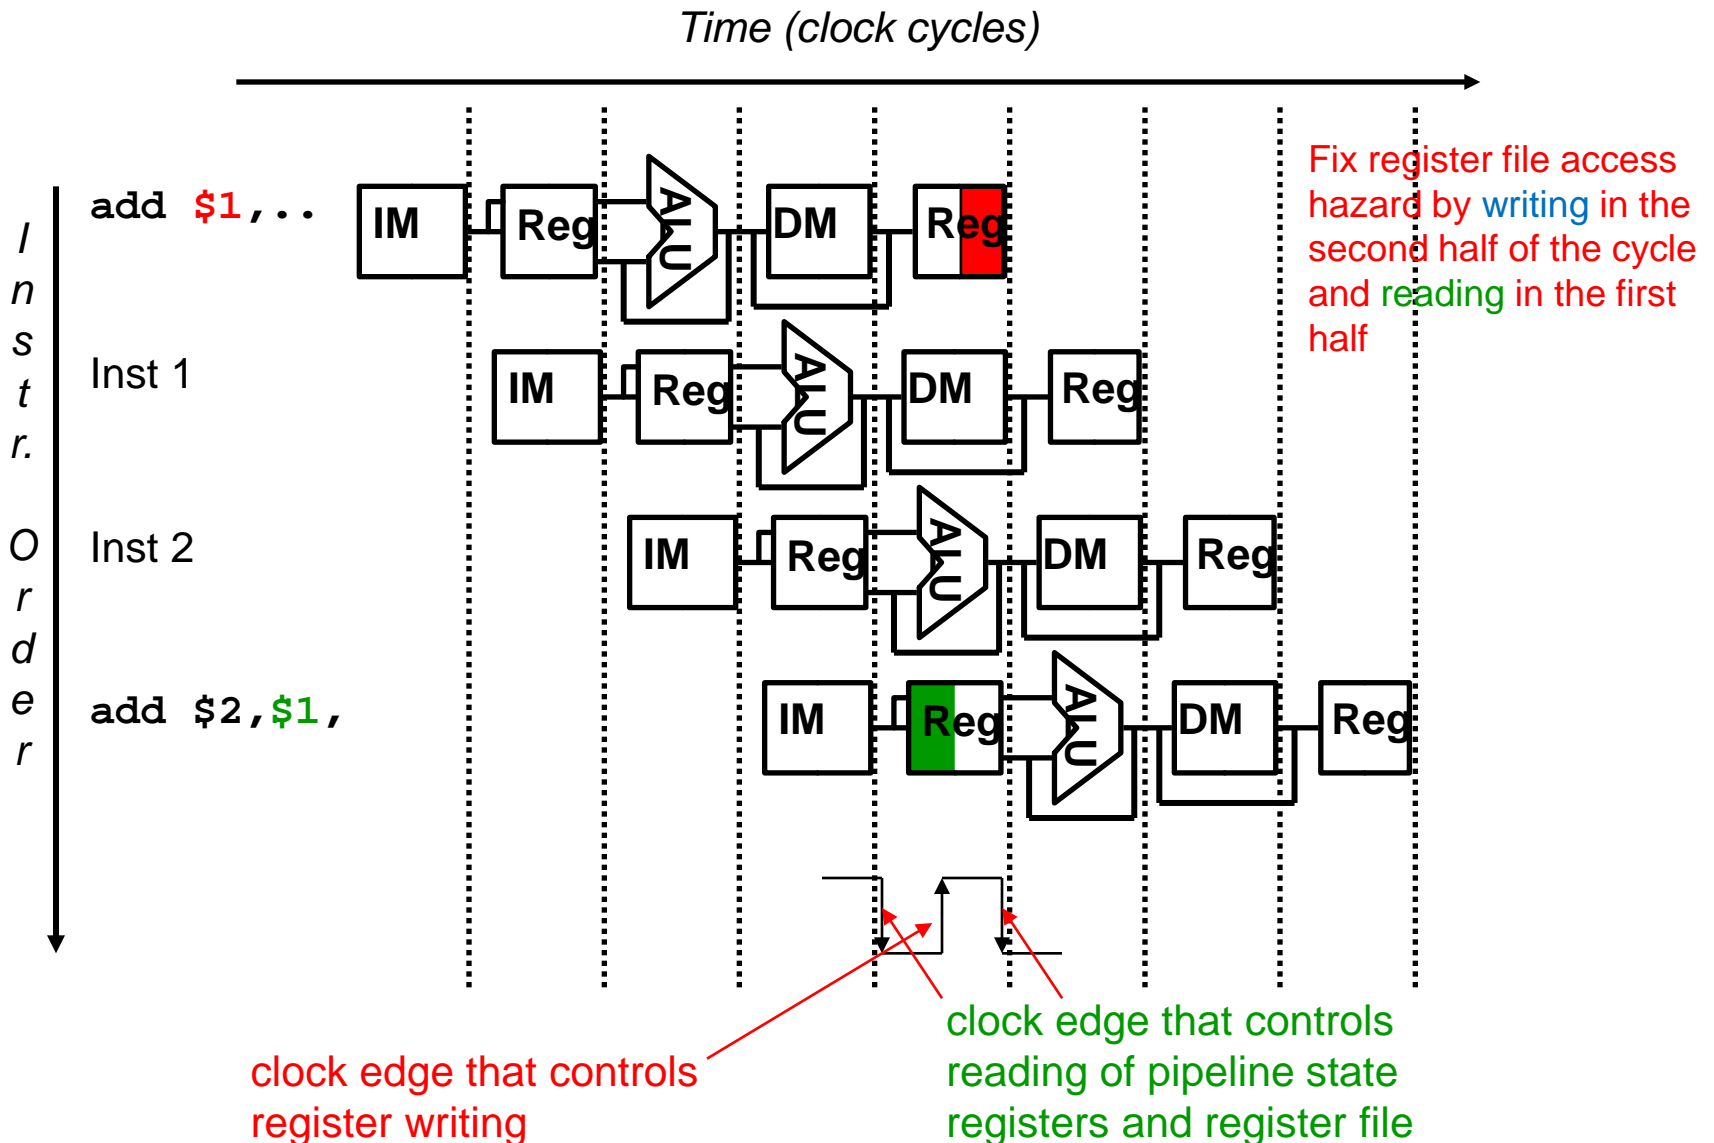 Time (clock cycles)
Fix register file access
hazard by writing in the
second half of the cycle
and reading in the first
half
Instr. Order
add $1,..
IM Reg ALU DM Reg
Inst 1
IM Reg ALU DM Reg
Inst 2
IM Reg ALU DM Reg
add $2,$1,
IM Reg ALU DM Reg
clock edge that controls
register writing
clock edge that controls
reading of pipeline state
registers and register file